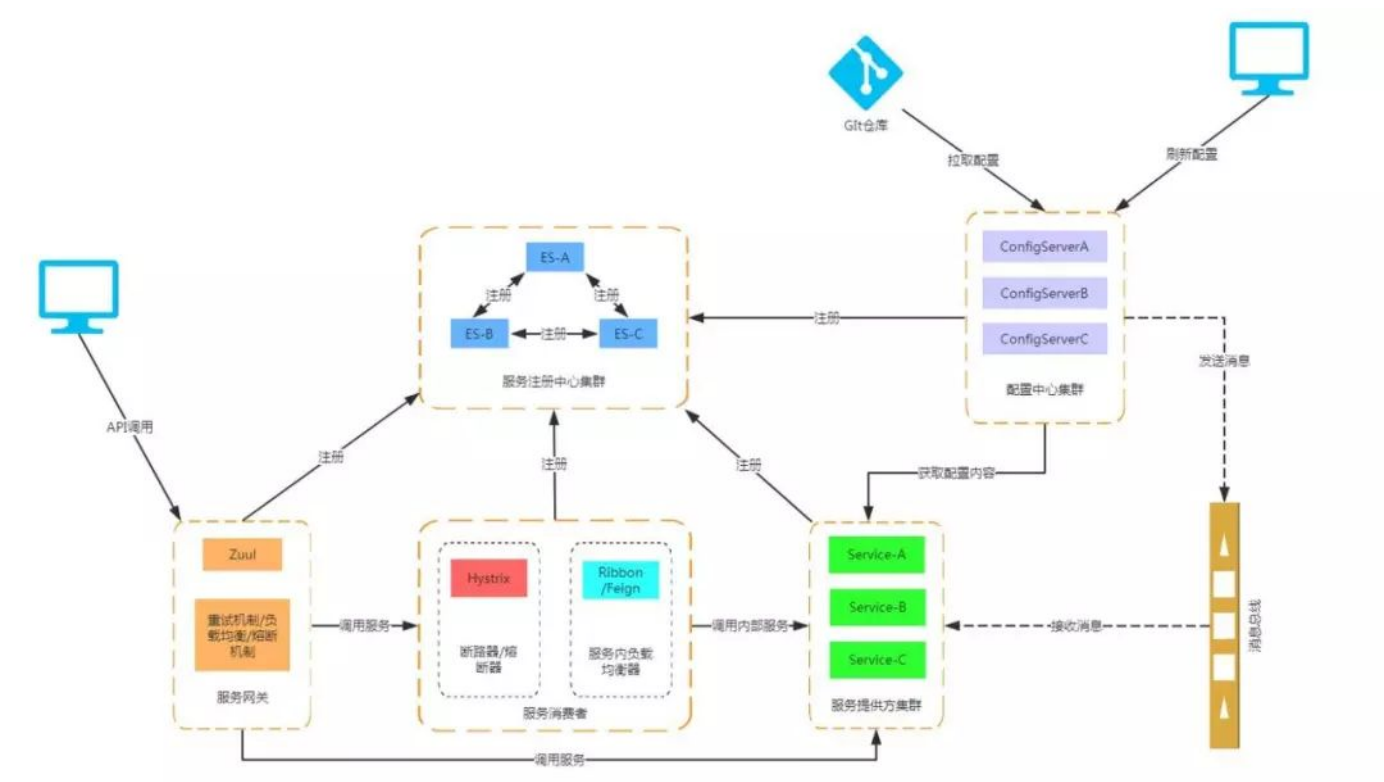 GIt仓库
拉取配置
刷新配置
ES-A
注册
注册
ES-B
注册
ES-C
服务注册中心集群
注册
ConfigServerA
ConfigServerB
ConfigServerC
配置中心集群
发送消息
API调用
注册
注册
注册
获取配置内容
Zuul
重试机制/负
载均衡/熔断
机制
服务网关
调用服务
Hystrix
断路器/熔
断器
Ribbon
/Feign
服务内负载
均衡器
服务消费者
调用内部服务
Service-A
Service-B
Service-C
服务提供方集群
接收消息
消息总线
调用服务